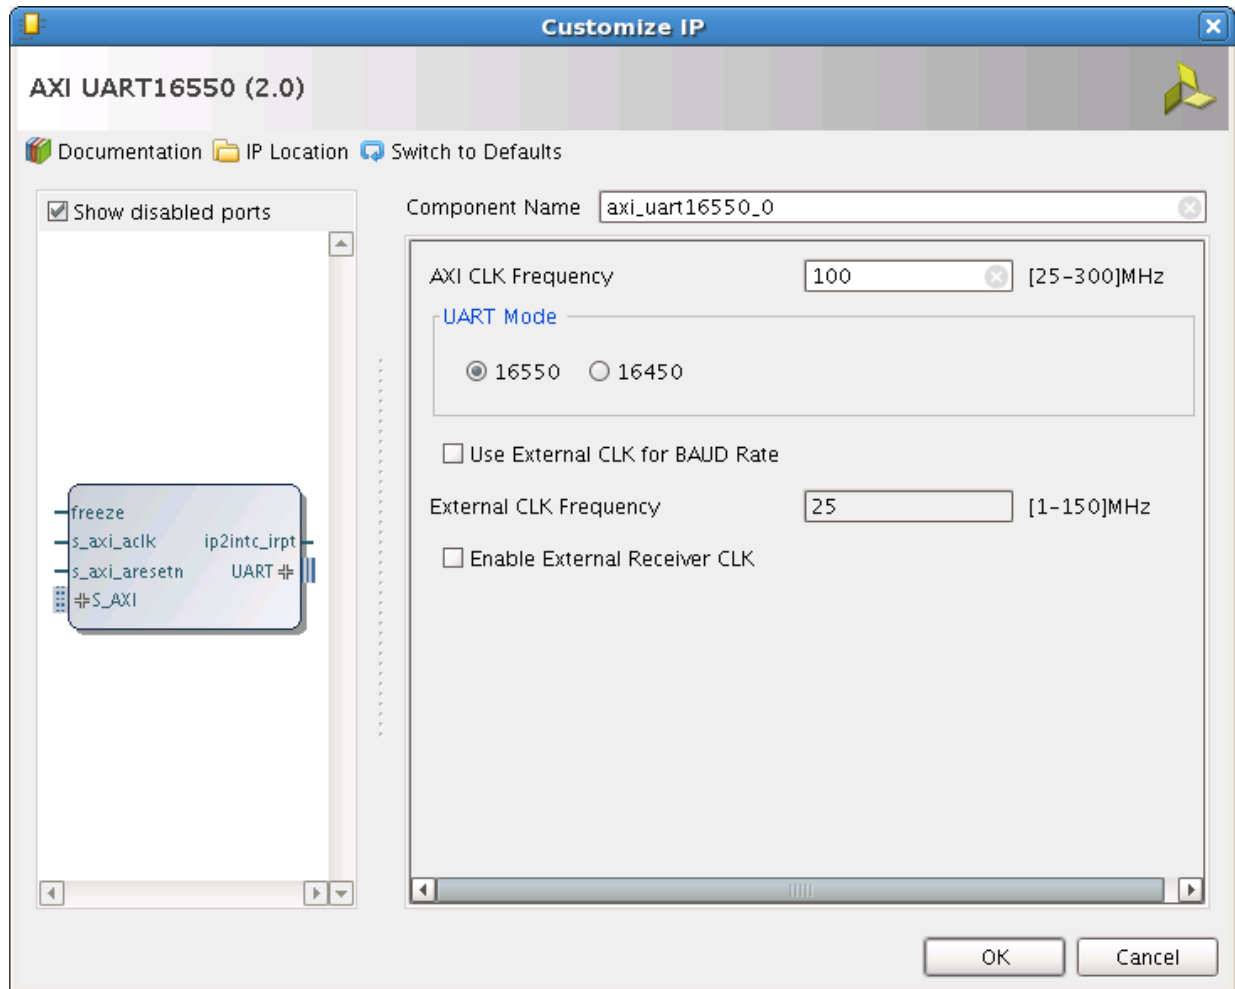 Customize IP
AXI UART16550 (2.0)
Documentation IP Location Switch to Defaults
Show disabled ports
freeze
s_axi_aclk ip2intc_irpt
s_axi_aresetn UART
S_AXI
Component Name axi_uart16550_0
AXI CLK Frequency 100 [25-300]MHz
UART Mode
16550 16450
Use External CLK for BAUD Rate
External CLK Frequency 25 [1-150]MHz
Enable External Receiver CLK
OK Cancel